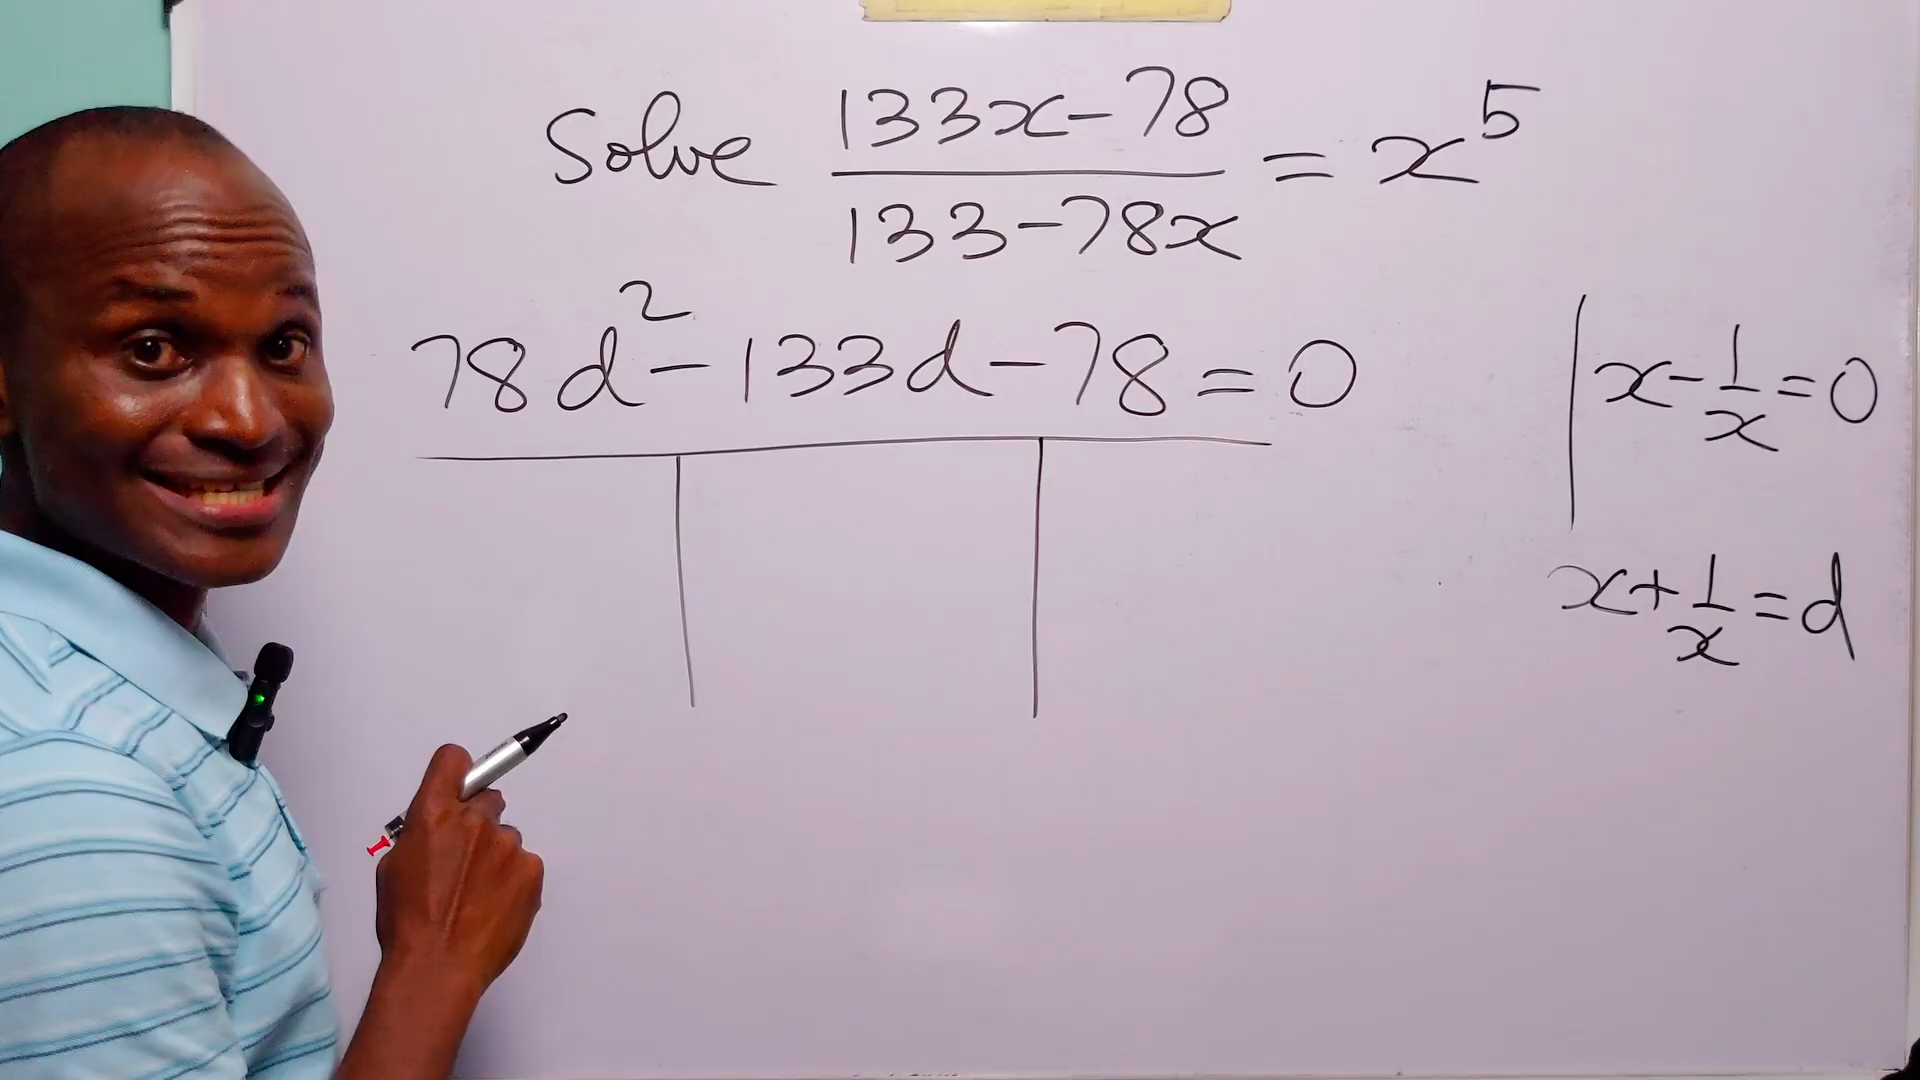 Solve (133x-78)/(133-78x) = x^5
78d^2-133d-78=0
x-1/x=0
x+1/x=d